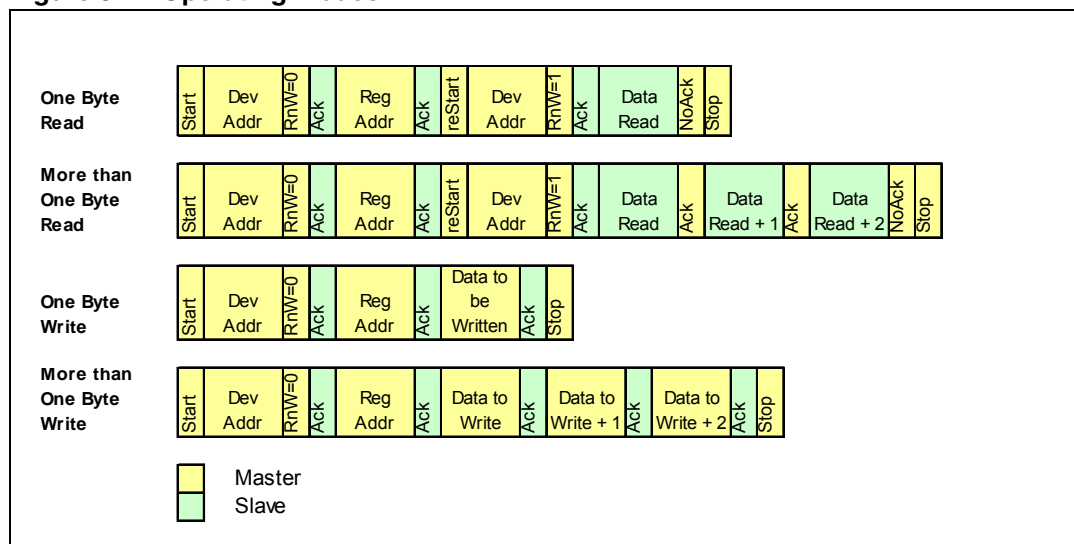 One Byte
Read
Start
Dev
Addr
RnW=0
Ack
Reg
Addr
Ack
reStart
Dev
Addr
RnW=1
Ack
Data
Read
NoAck
Stop
More than
One Byte
Read
Start
Dev
Addr
RnW=0
Ack
Reg
Addr
Ack
reStart
Dev
Addr
RnW=1
Ack
Data
Read
Ack
Data
Read + 1
Ack
Data
Read + 2
NoAck
Stop
One Byte
Write
Start
Dev
Addr
RnW=0
Ack
Reg
Addr
Ack
Data to
be
Written
Ack
Stop
More than
One Byte
Write
Start
Dev
Addr
RnW=0
Ack
Reg
Addr
Ack
Data to
Write
Ack
Data to
Write + 1
Ack
Data to
Write + 2
Ack
Stop
Master
Slave